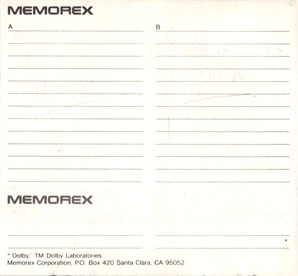 MEMOREX
A B
MEMOREX
*"Dolby," TM Dolby Laboratories.
Memorex Corporation, P.O. Box 420 Santa Clara, CA 95052